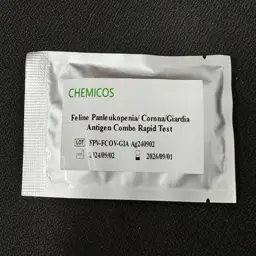 CHEMICOS
Feline Panleukopenia/ Corona/Giardia
Antigen Combo Rapid Test
LOT FPV-FCOV-GIA Ag240902
2024/09/02 2026/09/01